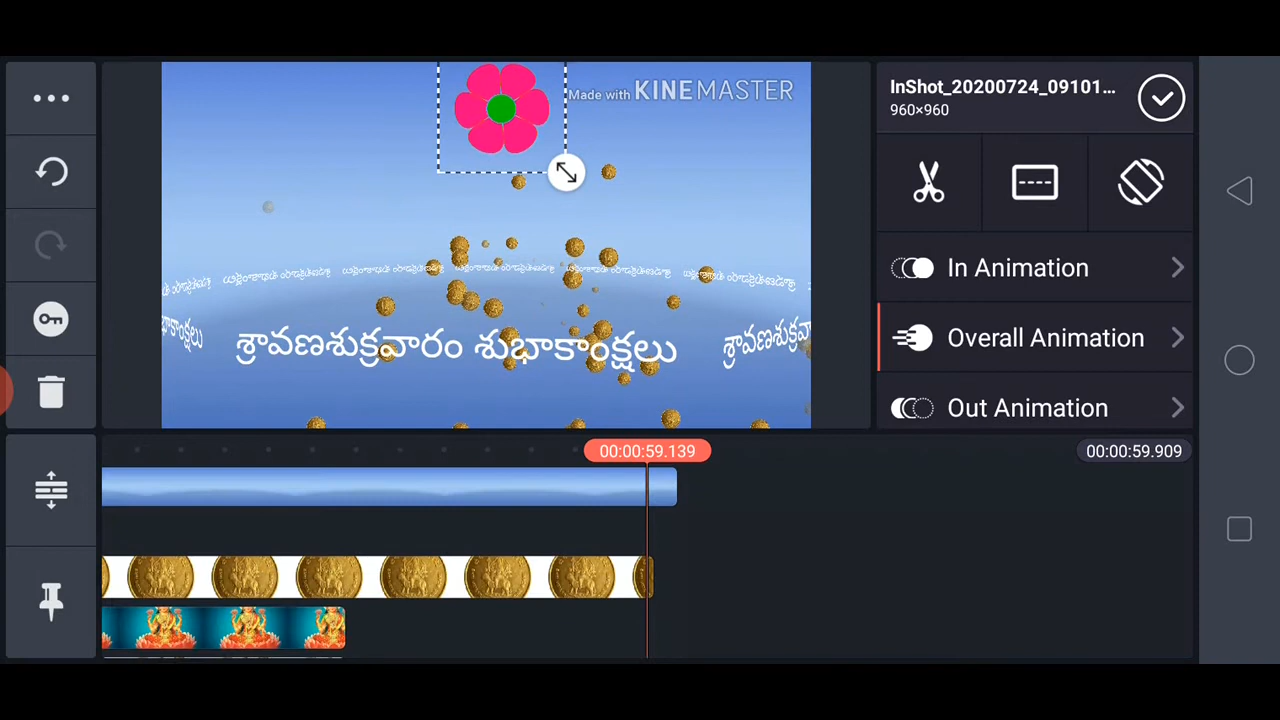 InShot_20200724_09101...
960×960
Made with KINEMASTER
In Animation
Overall Animation
Out Animation
శ్రావణశుక్రవారం శుభాకాంక్షలు
00:00:59.139
00:00:59.909